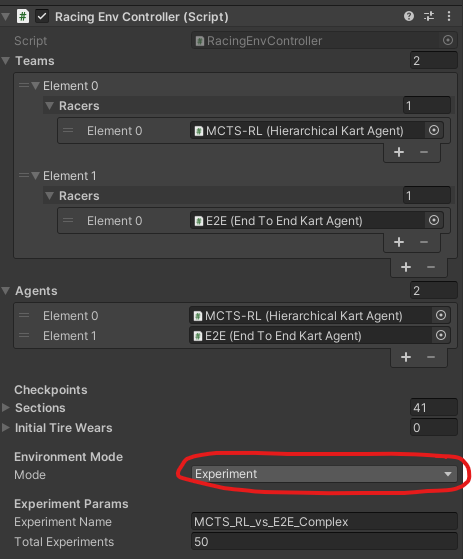 Racing Env Controller (Script)
Script RacingEnvController
Teams 2
Element 0
Racers 1
Element 0 MCTS-RL (Hierarchical Kart Agent)
+ −
Element 1
Racers 1
Element 0 E2E (End To End Kart Agent)
+ −
+ −
Agents 2
Element 0 MCTS-RL (Hierarchical Kart Agent)
Element 1 E2E (End To End Kart Agent)
+ −
Checkpoints
Sections 41
Initial Tire Wears 0
Environment Mode
Mode Experiment
Experiment Params
Experiment Name MCTS_RL_vs_E2E_Complex
Total Experiments 50